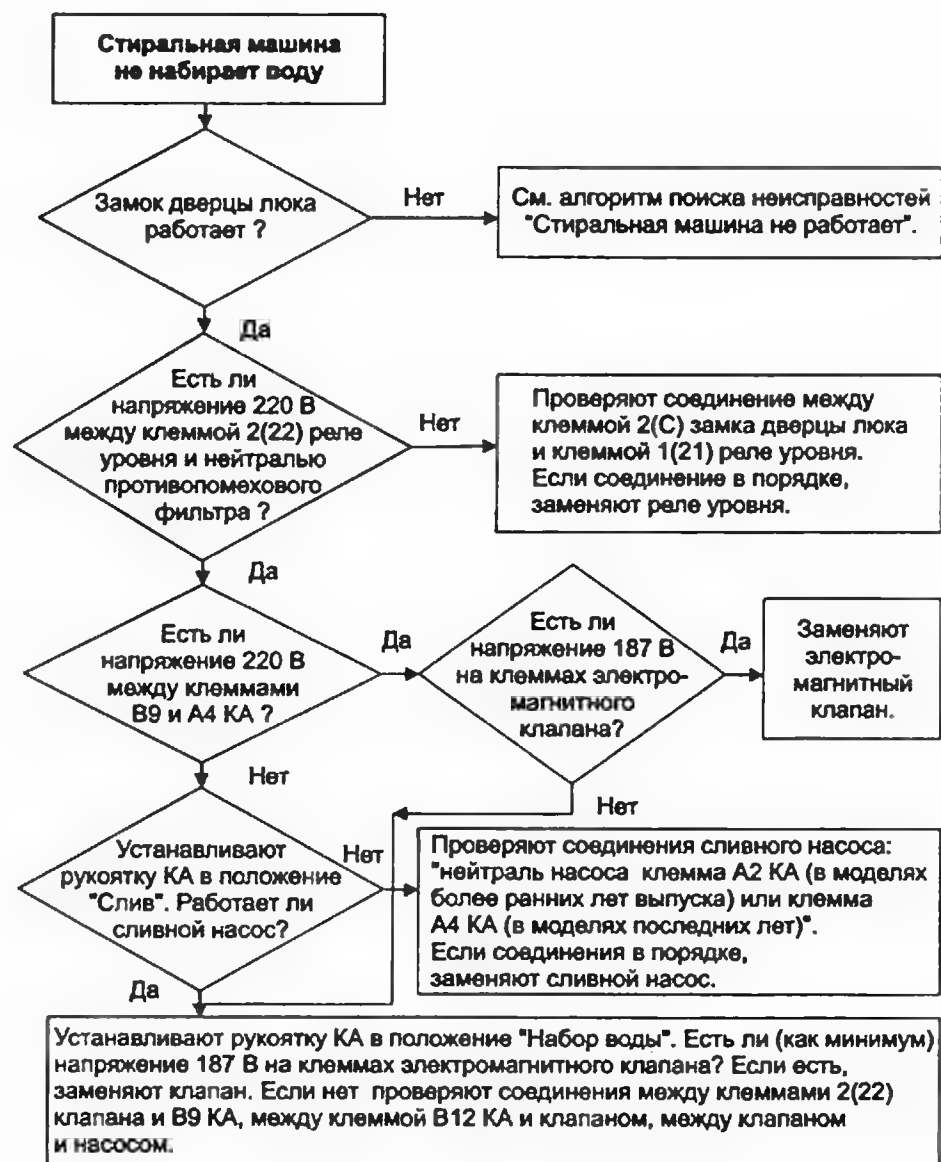 Стиральная машина
не набирает воду
Замок дверцы люка
работает ?
Нет
См. алгоритм поиска неисправностей
"Стиральная машина не работает".
Да
Есть ли
напряжение 220 В
между клеммой 2(22) реле
уровня и нейтралью
противопомехового
фильтра ?
Нет
Проверяют соединение между
клеммой 2(С) замка дверцы люка
и клеммой 1(21) реле уровня.
Если соединение в порядке,
заменяют реле уровня.
Да
Есть ли
напряжение 220 В
между клеммами
В9 и А4 КА ?
Да
Есть ли
напряжение 187 В
на клеммах электро-
магнитного
клапана?
Да
Заменяют
электро-
магнитный
клапан.
Нет
Нет
Устанавливают
рукоятку КА в положение
"Слив". Работает ли
сливной насос?
Нет
Проверяют соединения сливного насоса:
"нейтраль насоса клемма А2 КА (в моделях
более ранних лет выпуска) или клемма
А4 КА (в моделях последних лет)".
Если соединения в порядке,
заменяют сливной насос.
Да
Устанавливают рукоятку КА в положение "Набор воды". Есть ли (как минимум)
напряжение 187 В на клеммах электромагнитного клапана? Если есть,
заменяют клапан. Если нет проверяют соединения между клеммами 2(22)
клапана и В9 КА, между клеммой В12 КА и клапаном, между клапаном
и насосом.